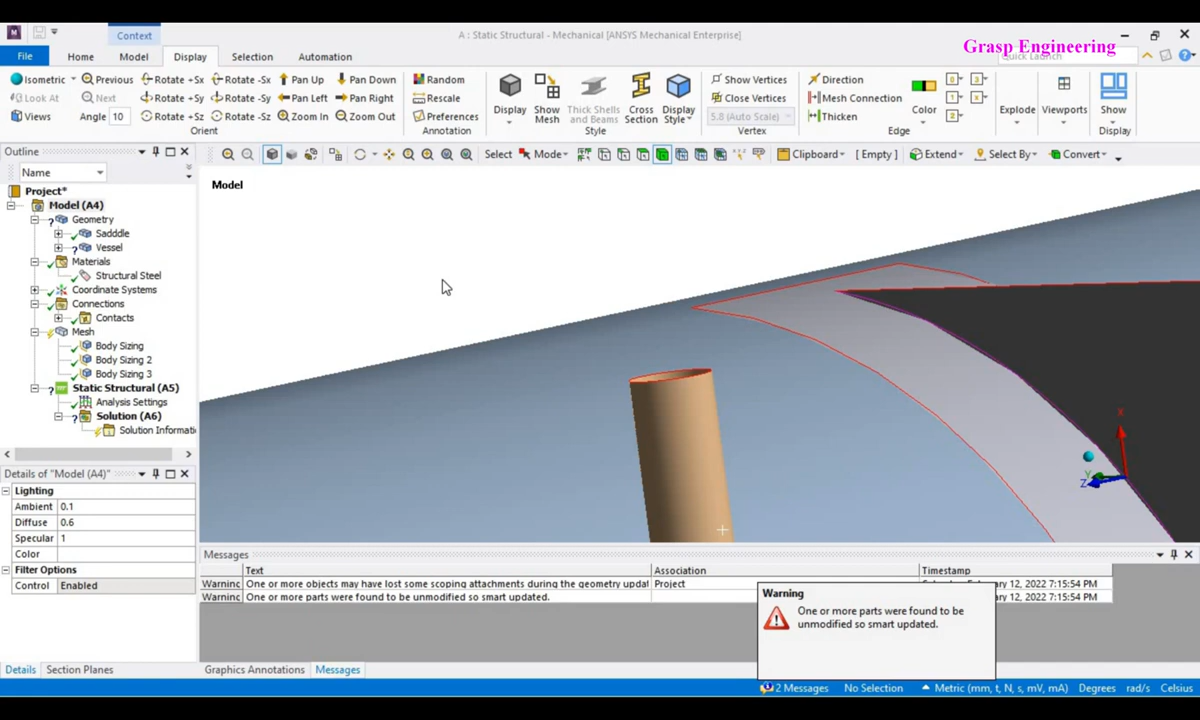 Context
A : Static Structural - Mechanical [ANSYS Mechanical Enterprise]
Grasp Engineering
File Home Model Display Selection Automation
Quick Launch
Isometric Previous Rotate +Sx Rotate -Sx Pan Up Pan Down
Look At Next Rotate +Sy Rotate -Sy Pan Left Pan Right
Views Angle 10 Rotate +Sz Rotate -Sz Zoom In Zoom Out
Orient
Random
Rescale
Preferences
Annotation
Display
Show Mesh
Thick Shells and Beams
Cross Section
Display Style
Style
Show Vertices
Close Vertices
5.8 (Auto Scale)
Vertex
Direction
Mesh Connection
Thicken
Color
Edge
Explode
Viewports
Show
Display
Outline
Select Mode Clipboard [ Empty ] Extend Select By Convert
Name
Project*
Model (A4)
Geometry
Sadddle
Vessel
Materials
Structural Steel
Coordinate Systems
Connections
Contacts
Mesh
Body Sizing
Body Sizing 2
Body Sizing 3
Static Structural (A5)
Analysis Settings
Solution (A6)
Solution Informati
Model
X
Y
Z
Details of "Model (A4)"
Lighting
Ambient 0.1
Diffuse 0.6
Specular 1
Color
Filter Options
Control Enabled
Messages
Text Association Timestamp
Warninc One or more objects may have lost some scoping attachments during the geometry updat Project 12, 2022 7:15:54 PM
Warninc One or more parts were found to be unmodified so smart updated. ary 12, 2022 7:15:54 PM
Warning
One or more parts were found to be
unmodified so smart updated.
Details Section Planes Graphics Annotations Messages
2 Messages No Selection Metric (mm, t, N, s, mV, mA) Degrees rad/s Celsius